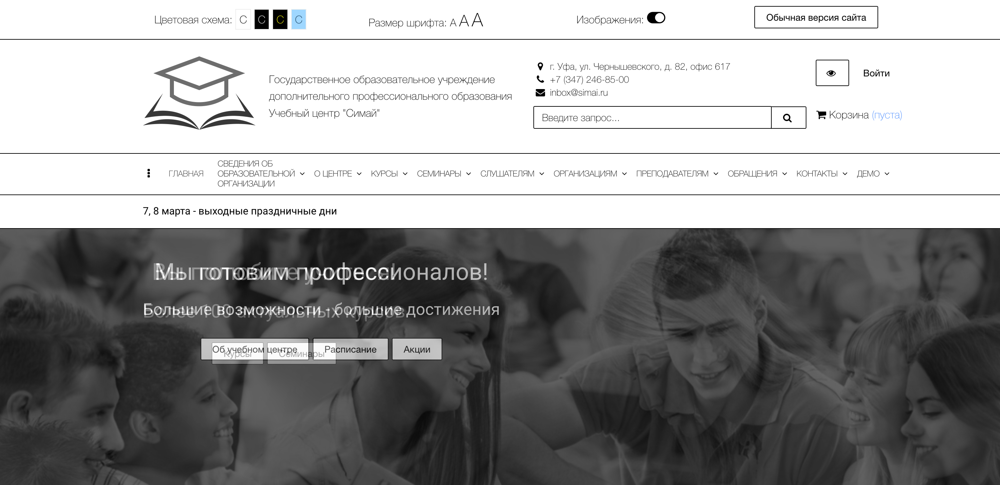 Цветовая схема: C C C C
Размер шрифта: A A A
Изображения:
Обычная версия сайта
Государственное образовательное учреждение
дополнительного профессионального образования
Учебный центр "Симай"
г. Уфа, ул. Чернышевского, д. 82, офис 617
+7 (347) 246-85-00
inbox@simai.ru
Введите запрос...
Войти
Корзина (пуста)
ГЛАВНАЯ
СВЕДЕНИЯ ОБ
ОБРАЗОВАТЕЛЬНОЙ
ОРГАНИЗАЦИИ
О ЦЕНТРЕ
КУРСЫ
СЕМИНАРЫ
СЛУШАТЕЛЯМ
ОРГАНИЗАЦИЯМ
ПРЕПОДАВАТЕЛЯМ
ОБРАЩЕНИЯ
КОНТАКТЫ
ДЕМО
7, 8 марта - выходные праздничные дни
Мы готовим профессионалов!
Большие возможности - большие достижения
Более 100 актуальных курсов
Об учебном центре
Расписание
Акции
Курсы
Семинары